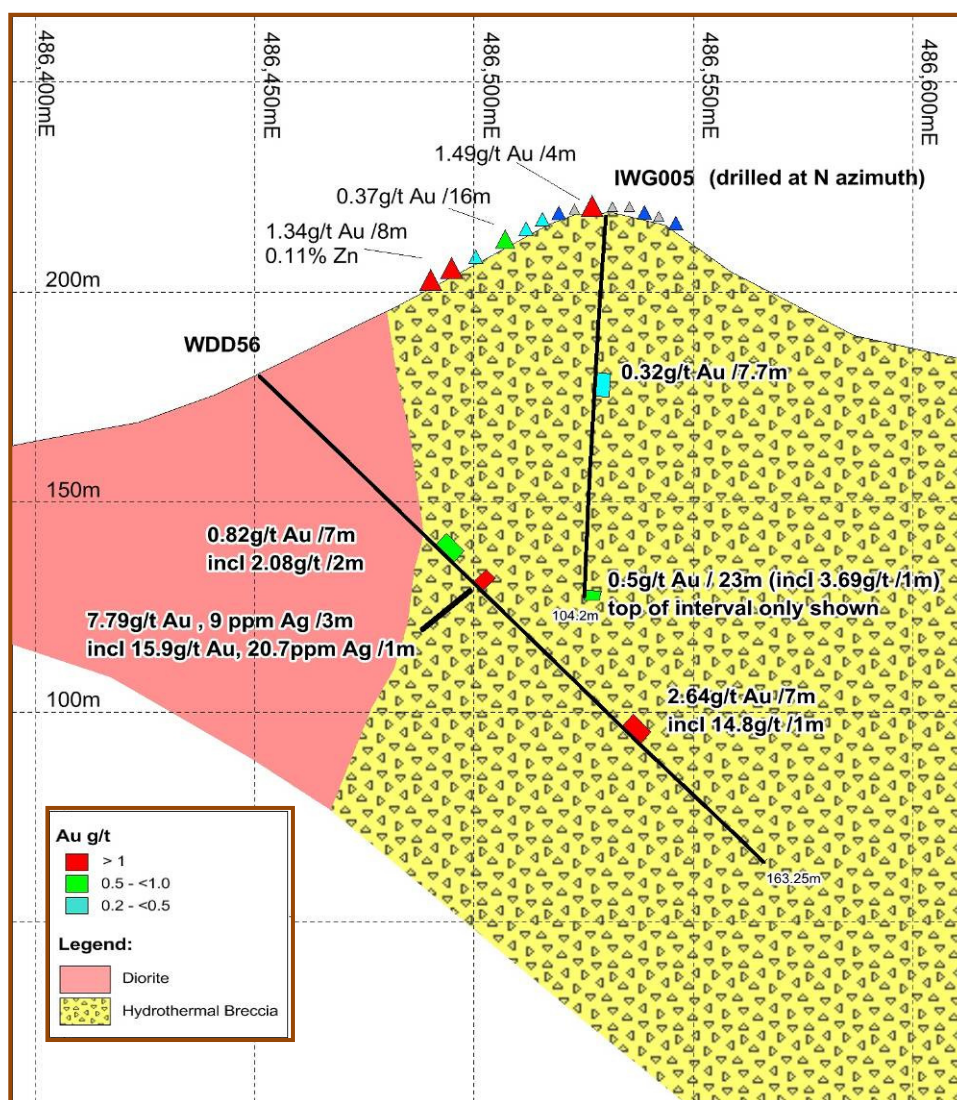 486,400mE
486,450mE
486,500mE
486,550mE
486,600mE
1.49g/t Au /4m
IWG005 (drilled at N azimuth)
0.37g/t Au /16m
1.34g/t Au /8m
0.11% Zn
200m
WDD56
0.32g/t Au /7.7m
150m
0.82g/t Au /7m
incl 2.08g/t /2m
0.5g/t Au / 23m (incl 3.69g/t /1m)
top of interval only shown
104.2m
7.79g/t Au , 9 ppm Ag /3m
incl 15.9g/t Au, 20.7ppm Ag /1m
2.64g/t Au /7m
incl 14.8g/t /1m
100m
163.25m
Au g/t
> 1
0.5 - <1.0
0.2 - <0.5
Legend:
Diorite
Hydrothermal Breccia